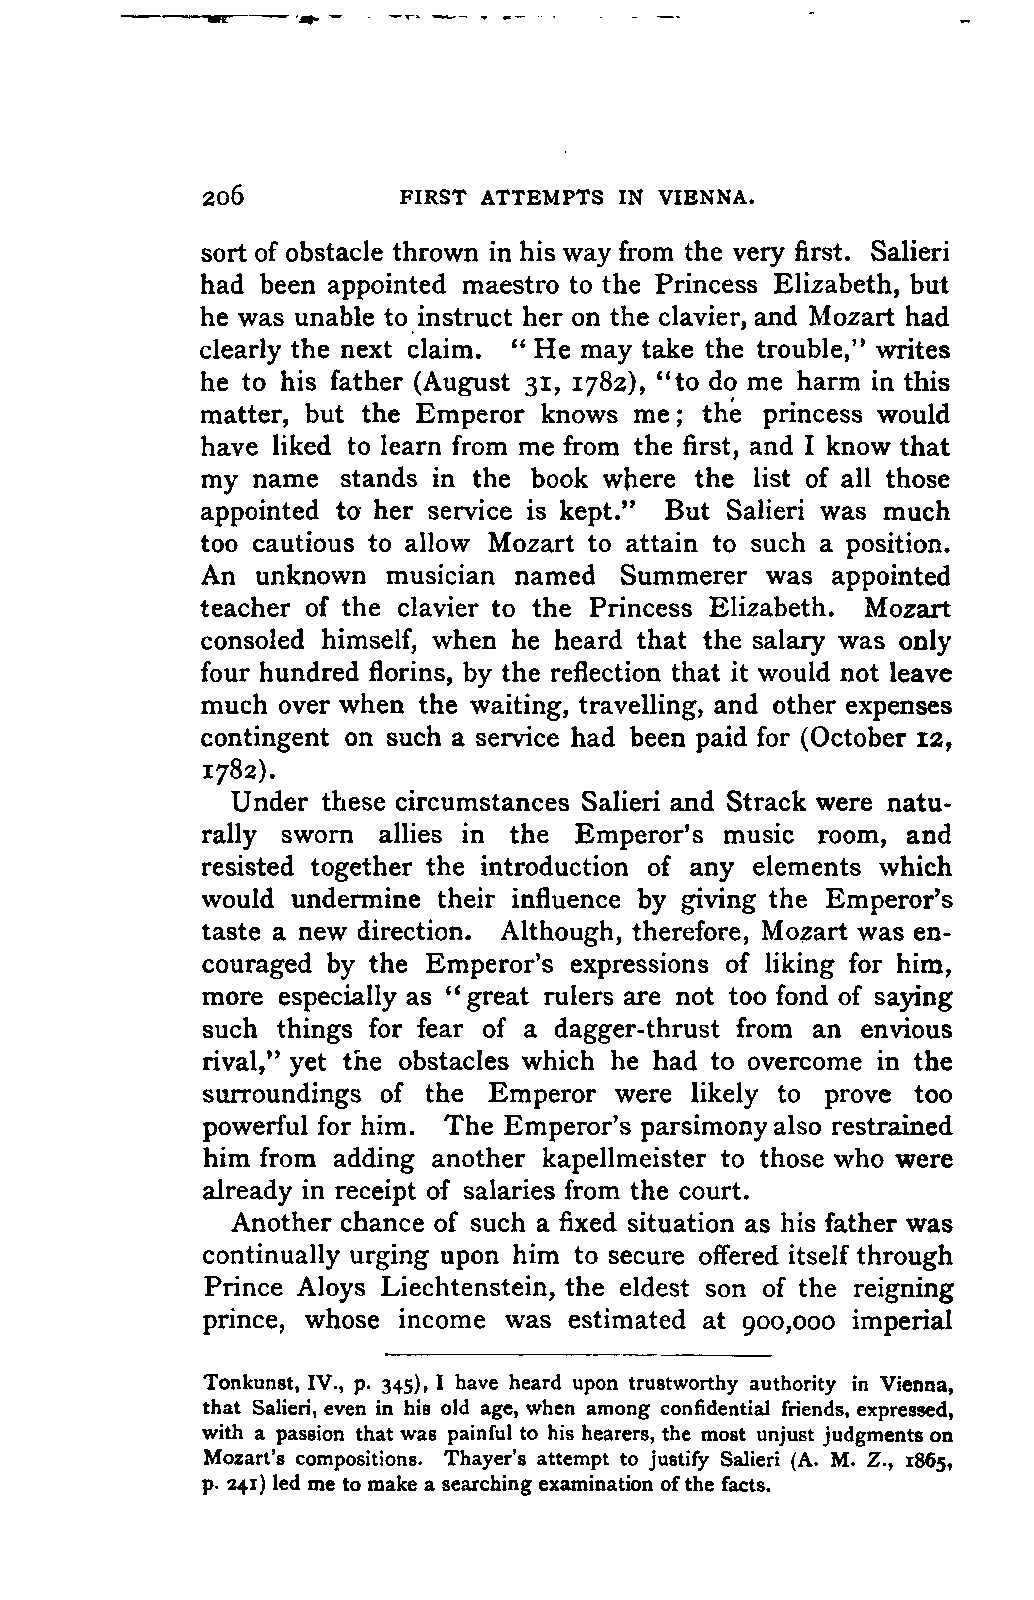 206 FIRST ATTEMPTS IN VIENNA.
sort of obstacle thrown in his way from the very first. Salieri
had been appointed maestro to the Princess Elizabeth, but
he was unable to instruct her on the clavier, and Mozart had
clearly the next claim. “ He may take the trouble,” writes
he to his father (August 31, 1782), “to do me harm in this
matter, but the Emperor knows me; the princess would
have liked to learn from me from the first, and I know that
my name stands in the book where the list of all those
appointed to her service is kept.” But Salieri was much
too cautious to allow Mozart to attain to such a position.
An unknown musician named Summerer was appointed
teacher of the clavier to the Princess Elizabeth. Mozart
consoled himself, when he heard that the salary was only
four hundred florins, by the reflection that it would not leave
much over when the waiting, travelling, and other expenses
contingent on such a service had been paid for (October 12,
1782).
Under these circumstances Salieri and Strack were natu-
rally sworn allies in the Emperor’s music room, and
resisted together the introduction of any elements which
would undermine their influence by giving the Emperor’s
taste a new direction. Although, therefore, Mozart was en-
couraged by the Emperor’s expressions of liking for him,
more especially as “great rulers are not too fond of saying
such things for fear of a dagger-thrust from an envious
rival,” yet the obstacles which he had to overcome in the
surroundings of the Emperor were likely to prove too
powerful for him. The Emperor’s parsimony also restrained
him from adding another kapellmeister to those who were
already in receipt of salaries from the court.
Another chance of such a fixed situation as his father was
continually urging upon him to secure offered itself through
Prince Aloys Liechtenstein, the eldest son of the reigning
prince, whose income was estimated at 900,000 imperial
Tonkunst, IV., p. 345), I have heard upon trustworthy authority in Vienna,
that Salieri, even in his old age, when among confidential friends, expressed,
with a passion that was painful to his hearers, the most unjust judgments on
Mozart’s compositions. Thayer’s attempt to justify Salieri (A. M. Z., 1865,
p. 241) led me to make a searching examination of the facts.